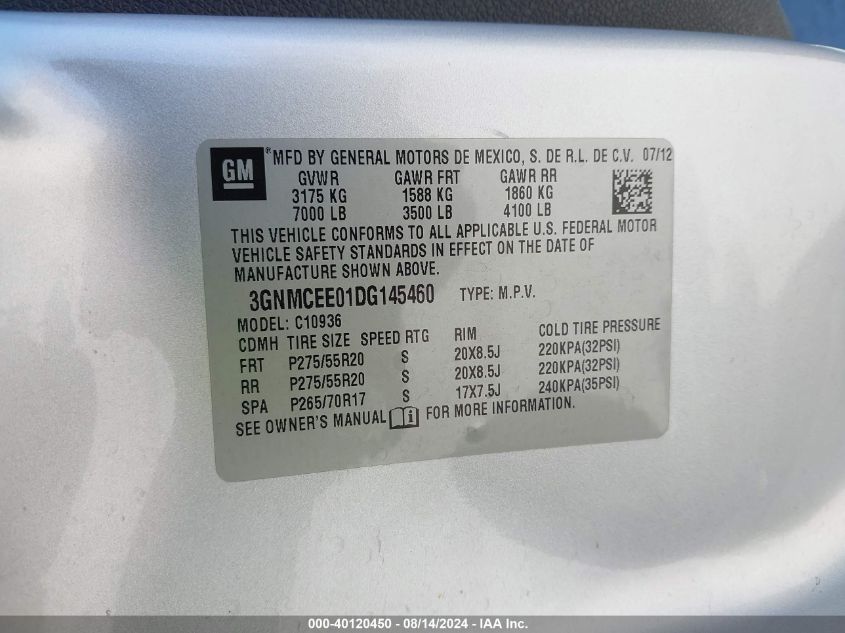 GM ® MFD BY GENERAL MOTORS DE MEXICO, S. DE R.L. DE C.V. 07/12
GVWR GAWR FRT GAWR RR
3175 KG 1588 KG 1860 KG
7000 LB 3500 LB 4100 LB
THIS VEHICLE CONFORMS TO ALL APPLICABLE U.S. FEDERAL MOTOR
VEHICLE SAFETY STANDARDS IN EFFECT ON THE DATE OF
MANUFACTURE SHOWN ABOVE.
3GNMCEE01DG145460 TYPE: M.P.V.
MODEL: C10936
CDMH TIRE SIZE SPEED RTG RIM COLD TIRE PRESSURE
FRT P275/55R20 S 20X8.5J 220KPA(32PSI)
RR P275/55R20 S 20X8.5J 220KPA(32PSI)
SPA P265/70R17 S 17X7.5J 240KPA(35PSI)
SEE OWNER'S MANUAL i FOR MORE INFORMATION.
000-40120450 - 08/14/2024 - IAA Inc.